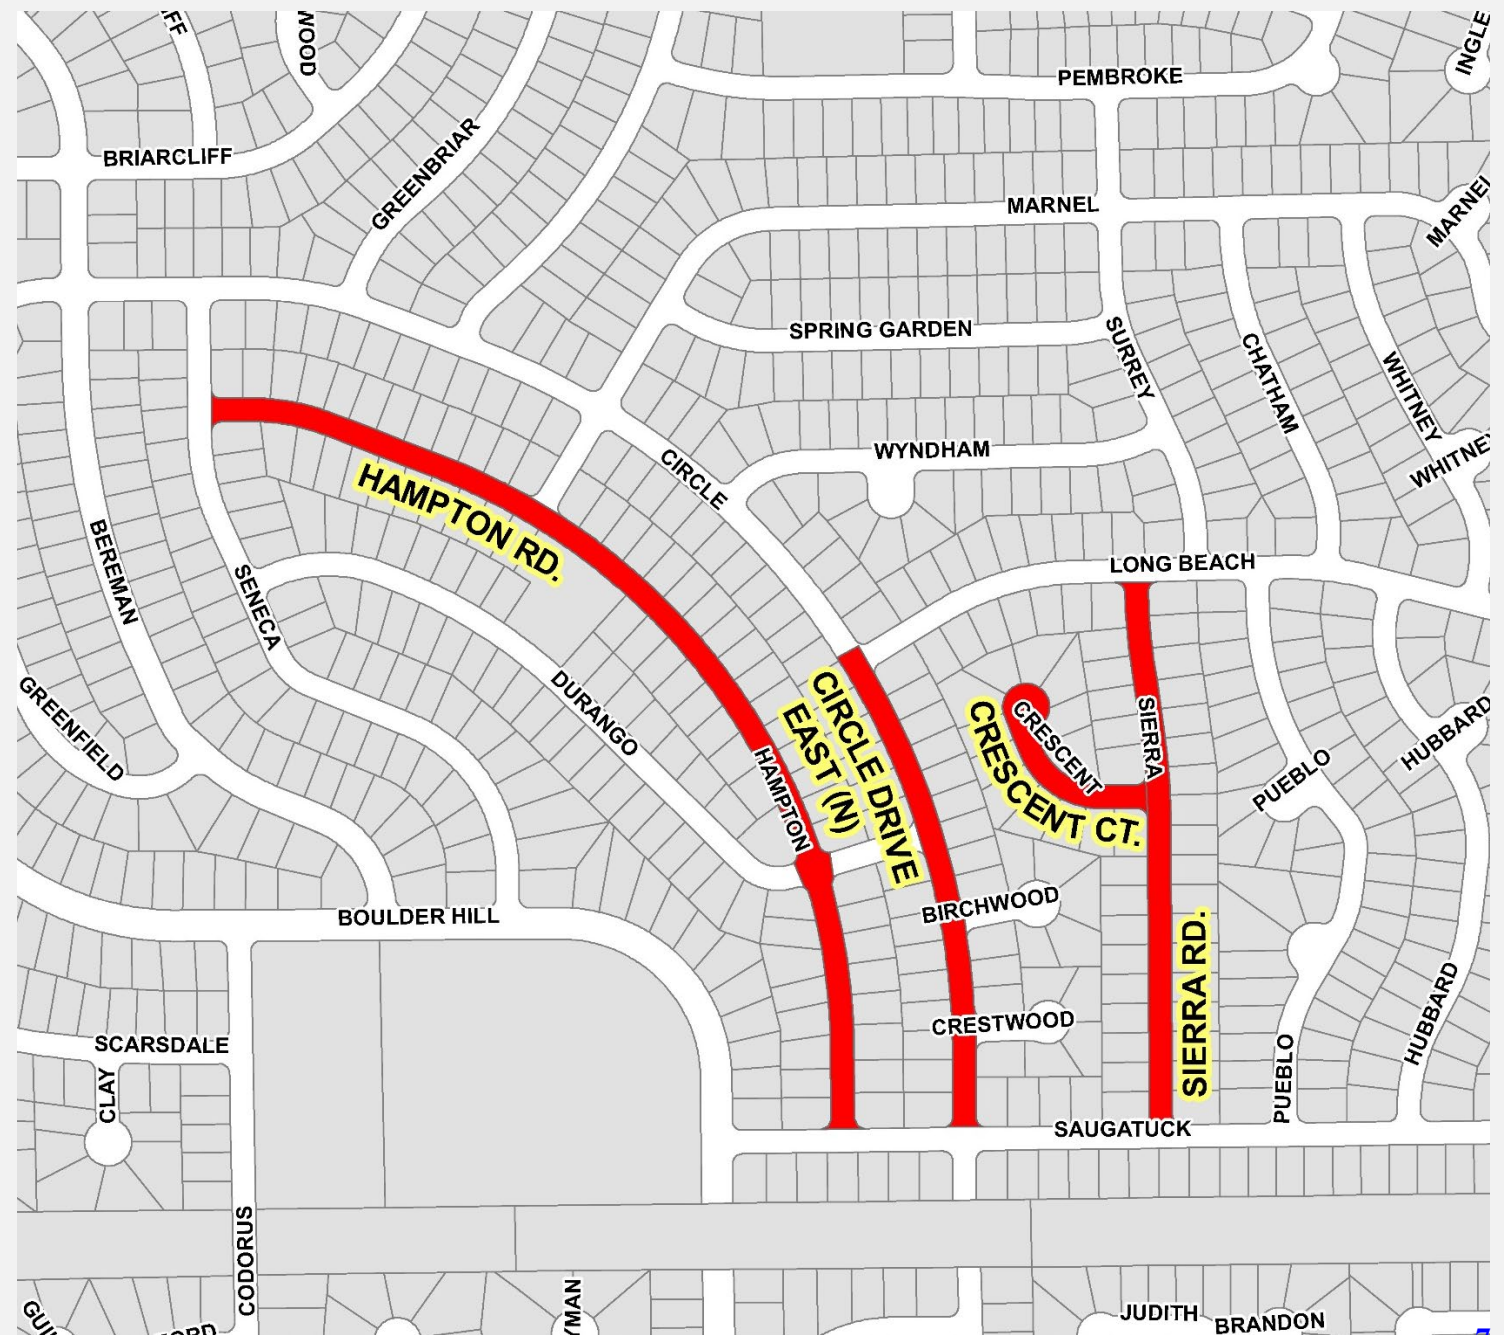 WOOD
PEMBROKE
BRIARCLIFF
GREENBRIAR
MARNEL
MARNEL
SPRING GARDEN
SURREY
CHATHAM
WHITNEY
WHITNEY
WYNDHAM
CIRCLE
HAMPTON RD.
BEREMAN
SENECA
LONG BEACH
DURANGO
GREENFIELD
HAMPTON
CIRCLE DRIVE
EAST (N)
CRESCENT
CRESCENT CT.
SIERRA
PUEBLO
HUBBARD
BIRCHWOOD
BOULDER HILL
SIERRA RD.
CRESTWOOD
HUBBARD
SCARSDALE
CLAY
PUEBLO
SAUGATUCK
CODORUS
JUDITH
BRANDON